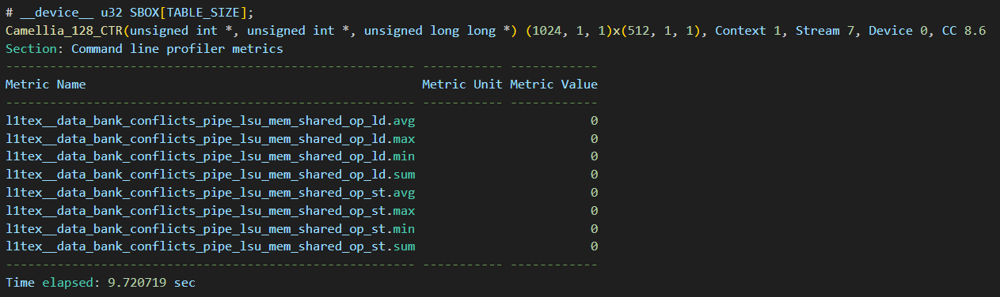 # __device__ u32 SBOX[TABLE_SIZE];
Camellia_128_CTR(unsigned int *, unsigned int *, unsigned long long *) (1024, 1, 1)x(512, 1, 1), Context 1, Stream 7, Device 0, CC 8.6
Section: Command line profiler metrics
-------------------------------------------------------- ----------- ------------
Metric Name Metric Unit Metric Value
-------------------------------------------------------- ----------- ------------
l1tex__data_bank_conflicts_pipe_lsu_mem_shared_op_ld.avg 0
l1tex__data_bank_conflicts_pipe_lsu_mem_shared_op_ld.max 0
l1tex__data_bank_conflicts_pipe_lsu_mem_shared_op_ld.min 0
l1tex__data_bank_conflicts_pipe_lsu_mem_shared_op_ld.sum 0
l1tex__data_bank_conflicts_pipe_lsu_mem_shared_op_st.avg 0
l1tex__data_bank_conflicts_pipe_lsu_mem_shared_op_st.max 0
l1tex__data_bank_conflicts_pipe_lsu_mem_shared_op_st.min 0
l1tex__data_bank_conflicts_pipe_lsu_mem_shared_op_st.sum 0
-------------------------------------------------------- ----------- ------------
Time elapsed: 9.720719 sec